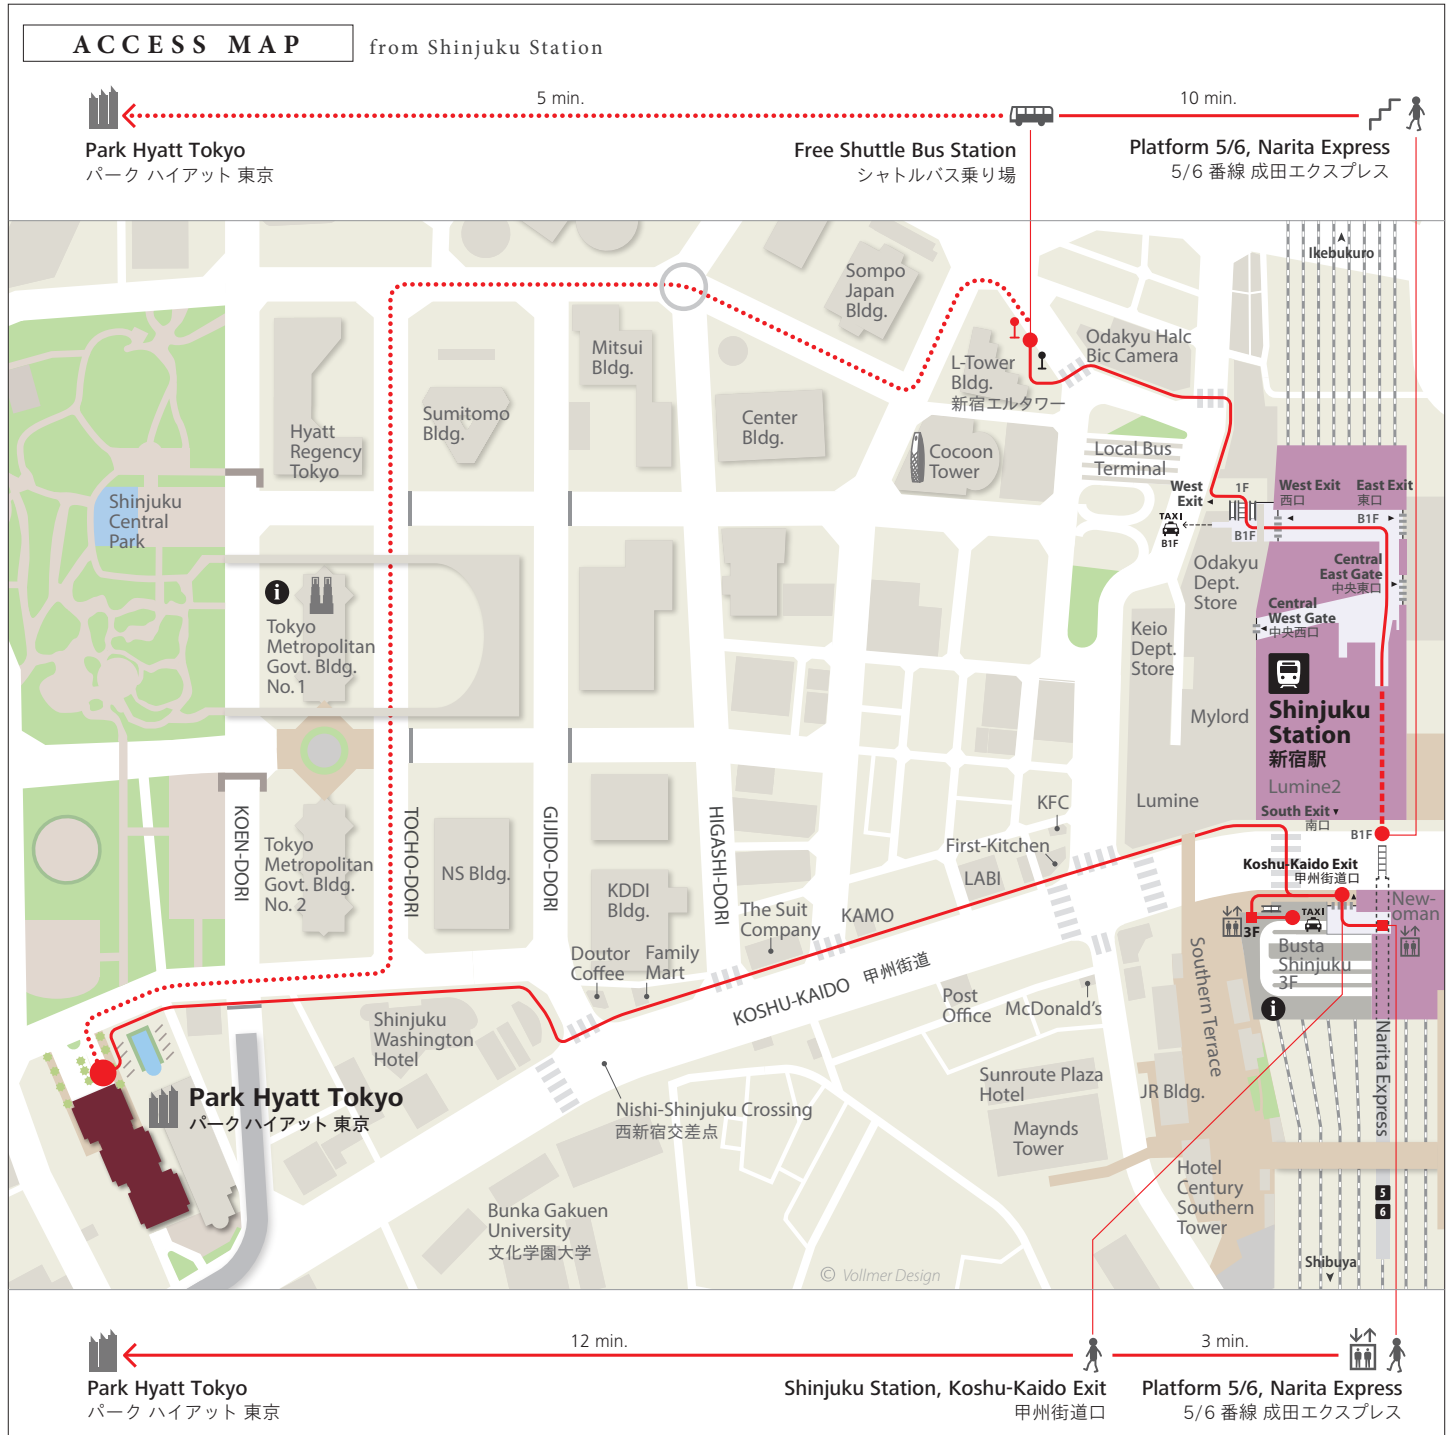 ACCESS MAP
from Shinjuku Station
5 min.
10 min.
Park Hyatt Tokyo
パーク ハイアット 東京
Free Shuttle Bus Station
シャトルバス乗り場
Platform 5/6, Narita Express
5/6 番線 成田エクスプレス
Ikebukuro
Sompo
Japan
Bldg.
Mitsui
Bldg.
Odakyu Halc
Bic Camera
L-Tower
Bldg.
新宿エルタワー
Hyatt
Regency
Tokyo
Sumitomo
Bldg.
Center
Bldg.
Cocoon
Tower
Local Bus
Terminal
West
Exit
1F
West Exit
西口
East Exit
東口
B1F
B1F
TAXI
B1F
Shinjuku
Central
Park
Central
East Gate
中央東口
Odakyu
Dept.
Store
Central
West Gate
中央西口
i
Tokyo
Metropolitan
Govt. Bldg.
No. 1
Keio
Dept.
Store
Mylord
Shinjuku
Station
新宿駅
Lumine2
Lumine
South Exit
南口
B1F
KFC
First-Kitchen
LABI
KOEN-DORI
TOCHO-DORI
GIJIDO-DORI
HIGASHI-DORI
Tokyo
Metropolitan
Govt. Bldg.
No. 2
NS Bldg.
KDDI
Bldg.
The Suit
Company
KAMO
Koshu-Kaido Exit
甲州街道口
New-
oman
TAXI
3F
Busta
Shinjuku
3F
i
Doutor
Coffee
Family
Mart
KOSHU-KAIDO 甲州街道
Post
Office
McDonald's
Southern Terrace
Narita Express
Shinjuku
Washington
Hotel
Sunroute Plaza
Hotel
JR Bldg.
Park Hyatt Tokyo
パーク ハイアット 東京
Nishi-Shinjuku Crossing
西新宿交差点
Maynds
Tower
Hotel
Century
Southern
Tower
5
6
Bunka Gakuen
University
文化学園大学
Shibuya
© Vollmer Design
12 min.
3 min.
Park Hyatt Tokyo
パーク ハイアット 東京
Shinjuku Station, Koshu-Kaido Exit
甲州街道口
Platform 5/6, Narita Express
5/6 番線 成田エクスプレス